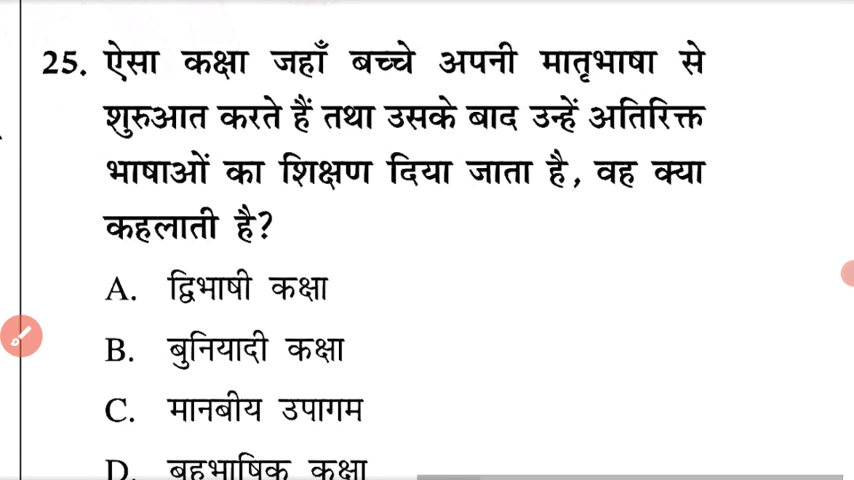 25. ऐसा कक्षा जहाँ बच्चे अपनी मातृभाषा से
शुरुआत करते हैं तथा उसके बाद उन्हें अतिरिक्त
भाषाओं का शिक्षण दिया जाता है, वह क्या
कहलाती है?
A. द्विभाषी कक्षा
B. बुनियादी कक्षा
C. मानबीय उपागम
D. बहुभाषिक कक्षा